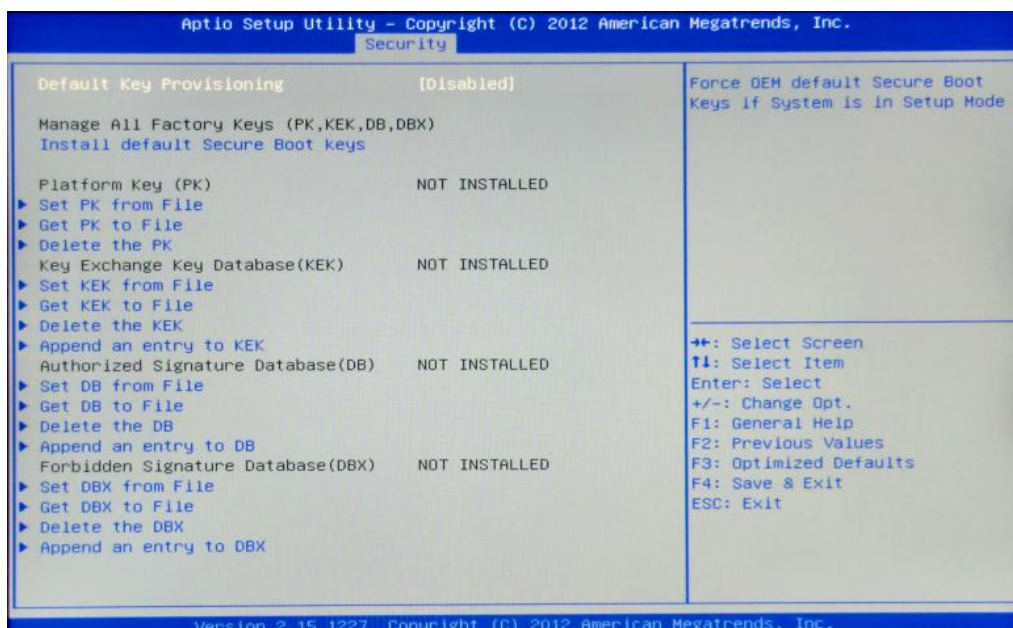 Aptio Setup Utility – Copyright (C) 2012 American Megatrends, Inc.
Security
Default Key Provisioning [Disabled]
Manage All Factory Keys (PK,KEK,DB,DBX)
Install default Secure Boot keys
Platform Key (PK) NOT INSTALLED
Set PK from File
Get PK to File
Delete the PK
Key Exchange Key Database(KEK) NOT INSTALLED
Set KEK from File
Get KEK to File
Delete the KEK
Append an entry to KEK
Authorized Signature Database(DB) NOT INSTALLED
Set DB from File
Get DB to File
Delete the DB
Append an entry to DB
Forbidden Signature Database(DBX) NOT INSTALLED
Set DBX from File
Get DBX to File
Delete the DBX
Append an entry to DBX
Force OEM default Secure Boot
Keys if System is in Setup Mode
→←: Select Screen
↑↓: Select Item
Enter: Select
+/-: Change Opt.
F1: General Help
F2: Previous Values
F3: Optimized Defaults
F4: Save & Exit
ESC: Exit
Version 2.15.1227. Copyright (C) 2012 American Megatrends, Inc.